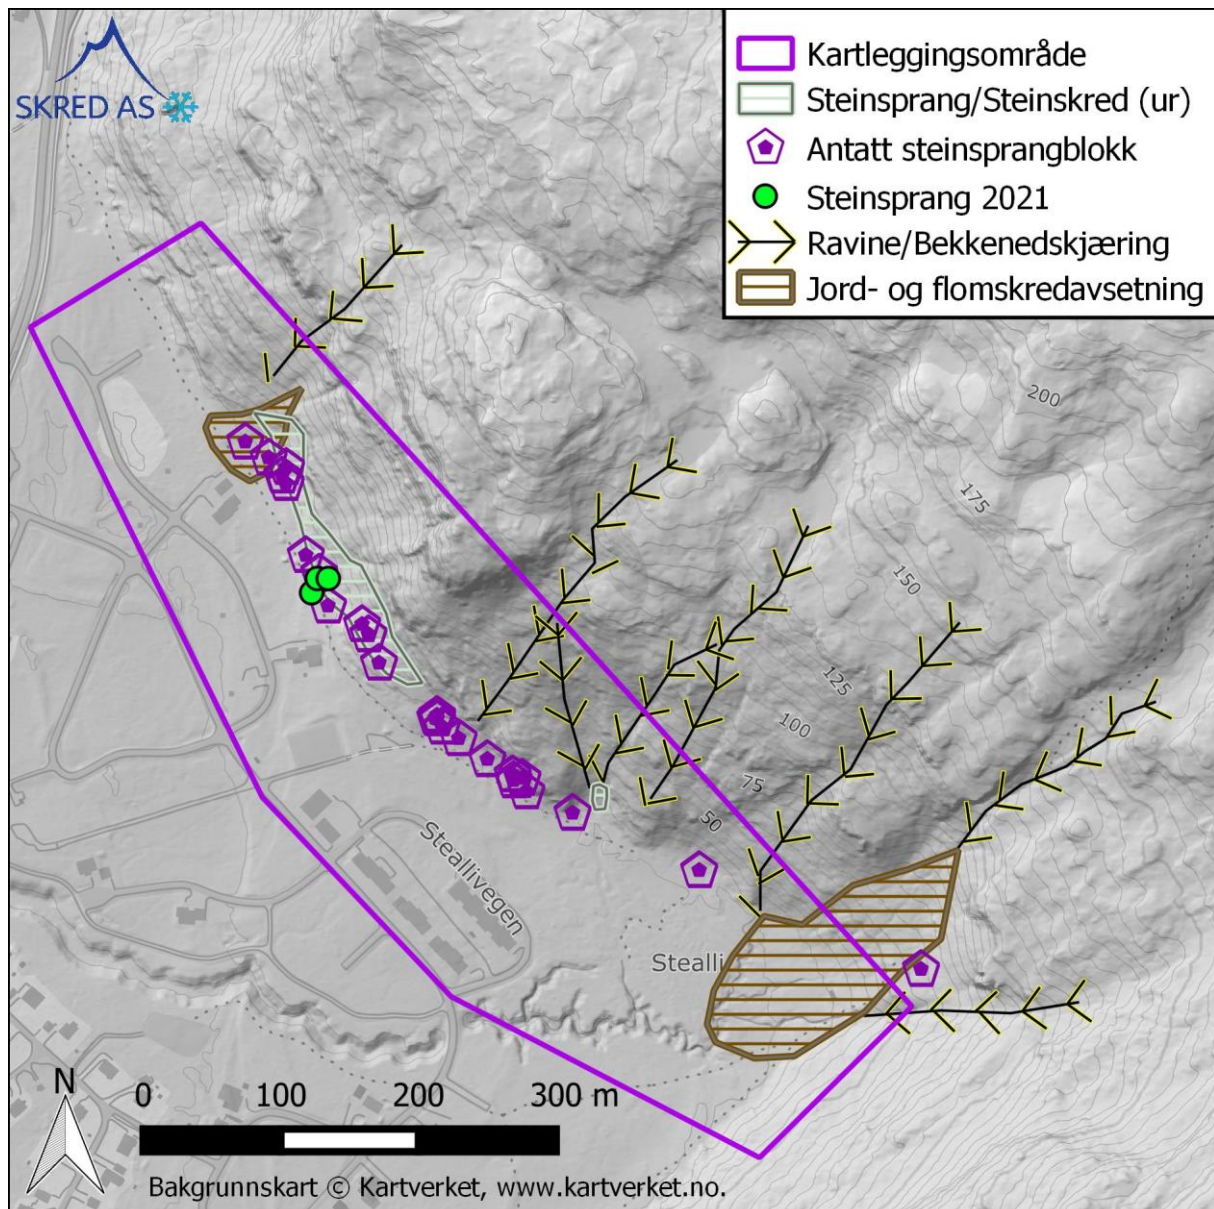 SKRED AS
Kartleggingsområde
Steinsprang/Steinskred (ur)
Antatt steinsprangblokk
Steinsprang 2021
Ravine/Bekkenedskjæring
Jord- og flomskredavsetning
200
175
150
125
100
75
50
Steallivegen
Stealli
N
0 100 200 300 m
Bakgrunnskart © Kartverket, www.kartverket.no.